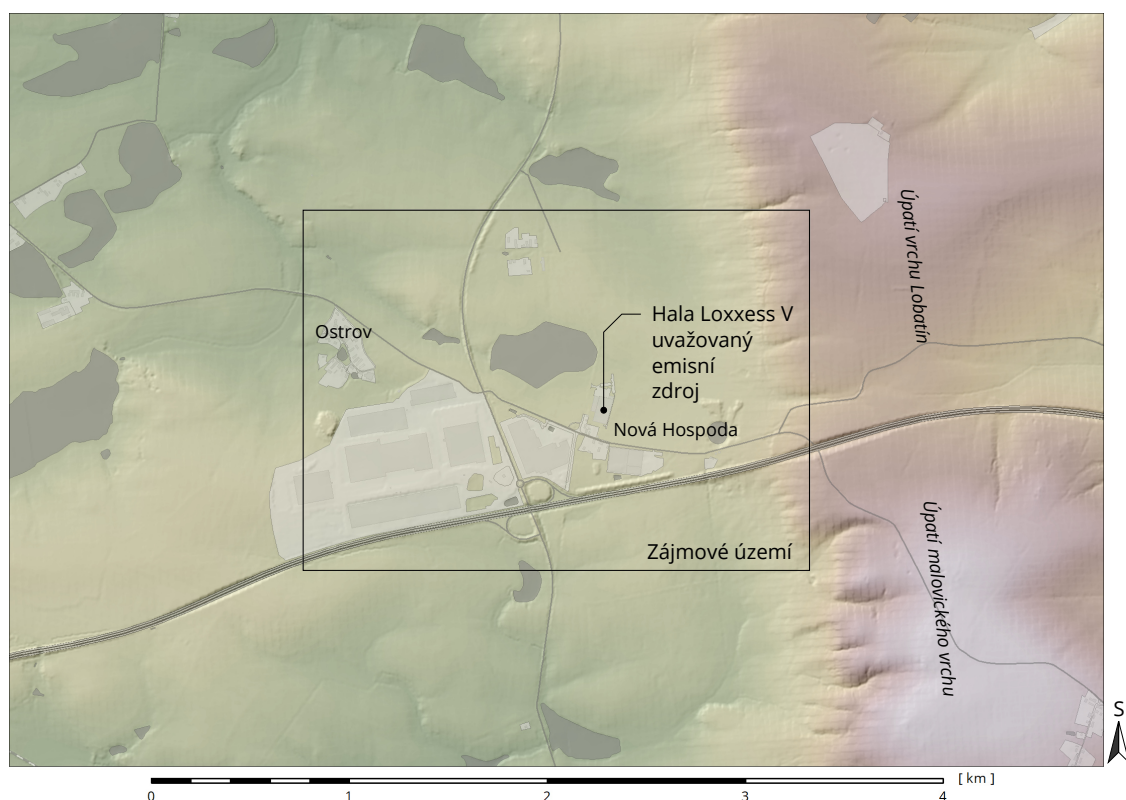 Úpatí vrchu Lobatín
Hala Loxxess V
uvažovaný
emisní
zdroj
Ostrov
Nová Hospoda
Zájmové území
Úpatí malovického vrchu
S
[ km ]
0 1 2 3 4